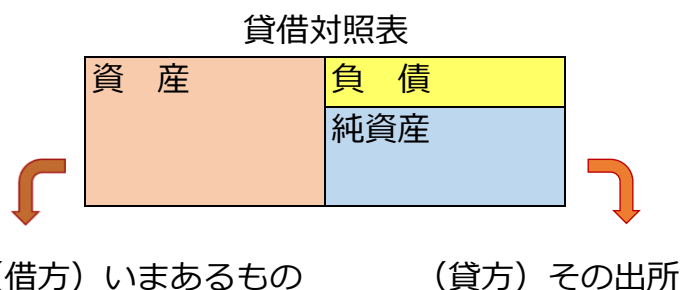 貸借対照表
資　産
負　債
純資産
（借方）いまあるもの
（貸方）その出所